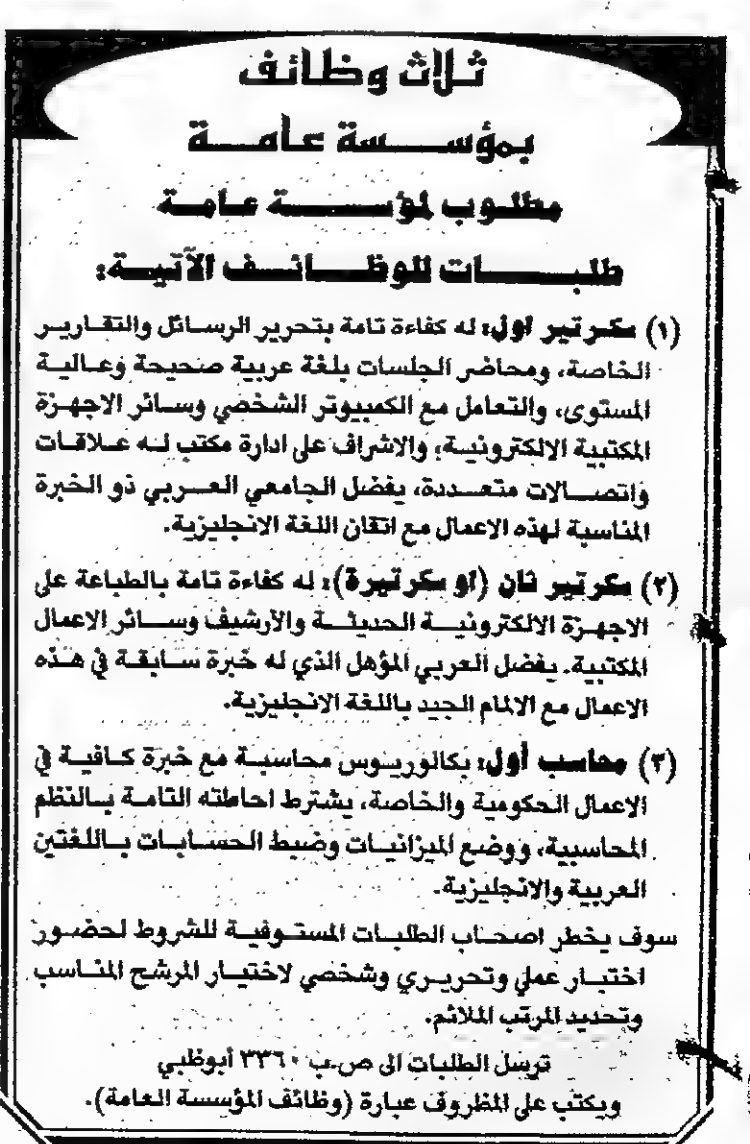 ثلاث وظائف
بمؤسسة عامة
مطلوب لمؤسسة عامة
طلبات للوظائف الآتية:
(١) سكرتير اول: له كفاءة تامة بتحرير الرسائل والتقارير
الخاصة، ومحاضر الجلسات بلغة عربية صحيحة وعالية
المستوى، والتعامل مع الكمبيوتر الشخصي وسائر الاجهزة
المكتبية الالكترونية، والاشراف على ادارة مكتب له علاقات
واتصالات متعددة، يفضل الجامعي العربي ذو الخبرة
المناسبة لهذه الاعمال مع اتقان اللغة الانجليزية.
(٢) سكرتير ثان (او سكرتيرة): له كفاءة تامة بالطباعة على
الاجهزة الالكترونية الحديثة والارشيف وسائر الاعمال
المكتبية. يفضل العربي المؤهل الذي له خبرة سابقة في هذه
الاعمال مع الالمام الجيد باللغة الانجليزية.
(٣) محاسب أول: بكالوريوس محاسبة مع خبرة كافية في
الاعمال الحكومية والخاصة، يشترط احاطته التامة بالنظم
المحاسبية، ووضع الميزانيات وضبط الحسابات باللغتين
العربية والانجليزية.
سوف يخطر اصحاب الطلبات المستوفية للشروط لحضور
اختبار عملي وتحريري وشخصي لاختيار المرشح المناسب
وتحديد المرتب الملائم.
ترسل الطلبات الى ص.ب ٣٣٦٠ أبوظبي
ويكتب على المظروف عبارة (وظائف المؤسسة العامة).